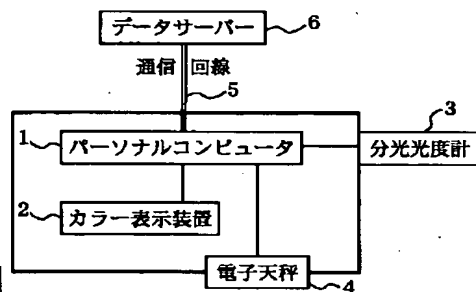 データサーバー
6
通信 回線
5
3
1
パーソナルコンピュータ
分光光度計
2
カラー表示装置
電子天秤
4